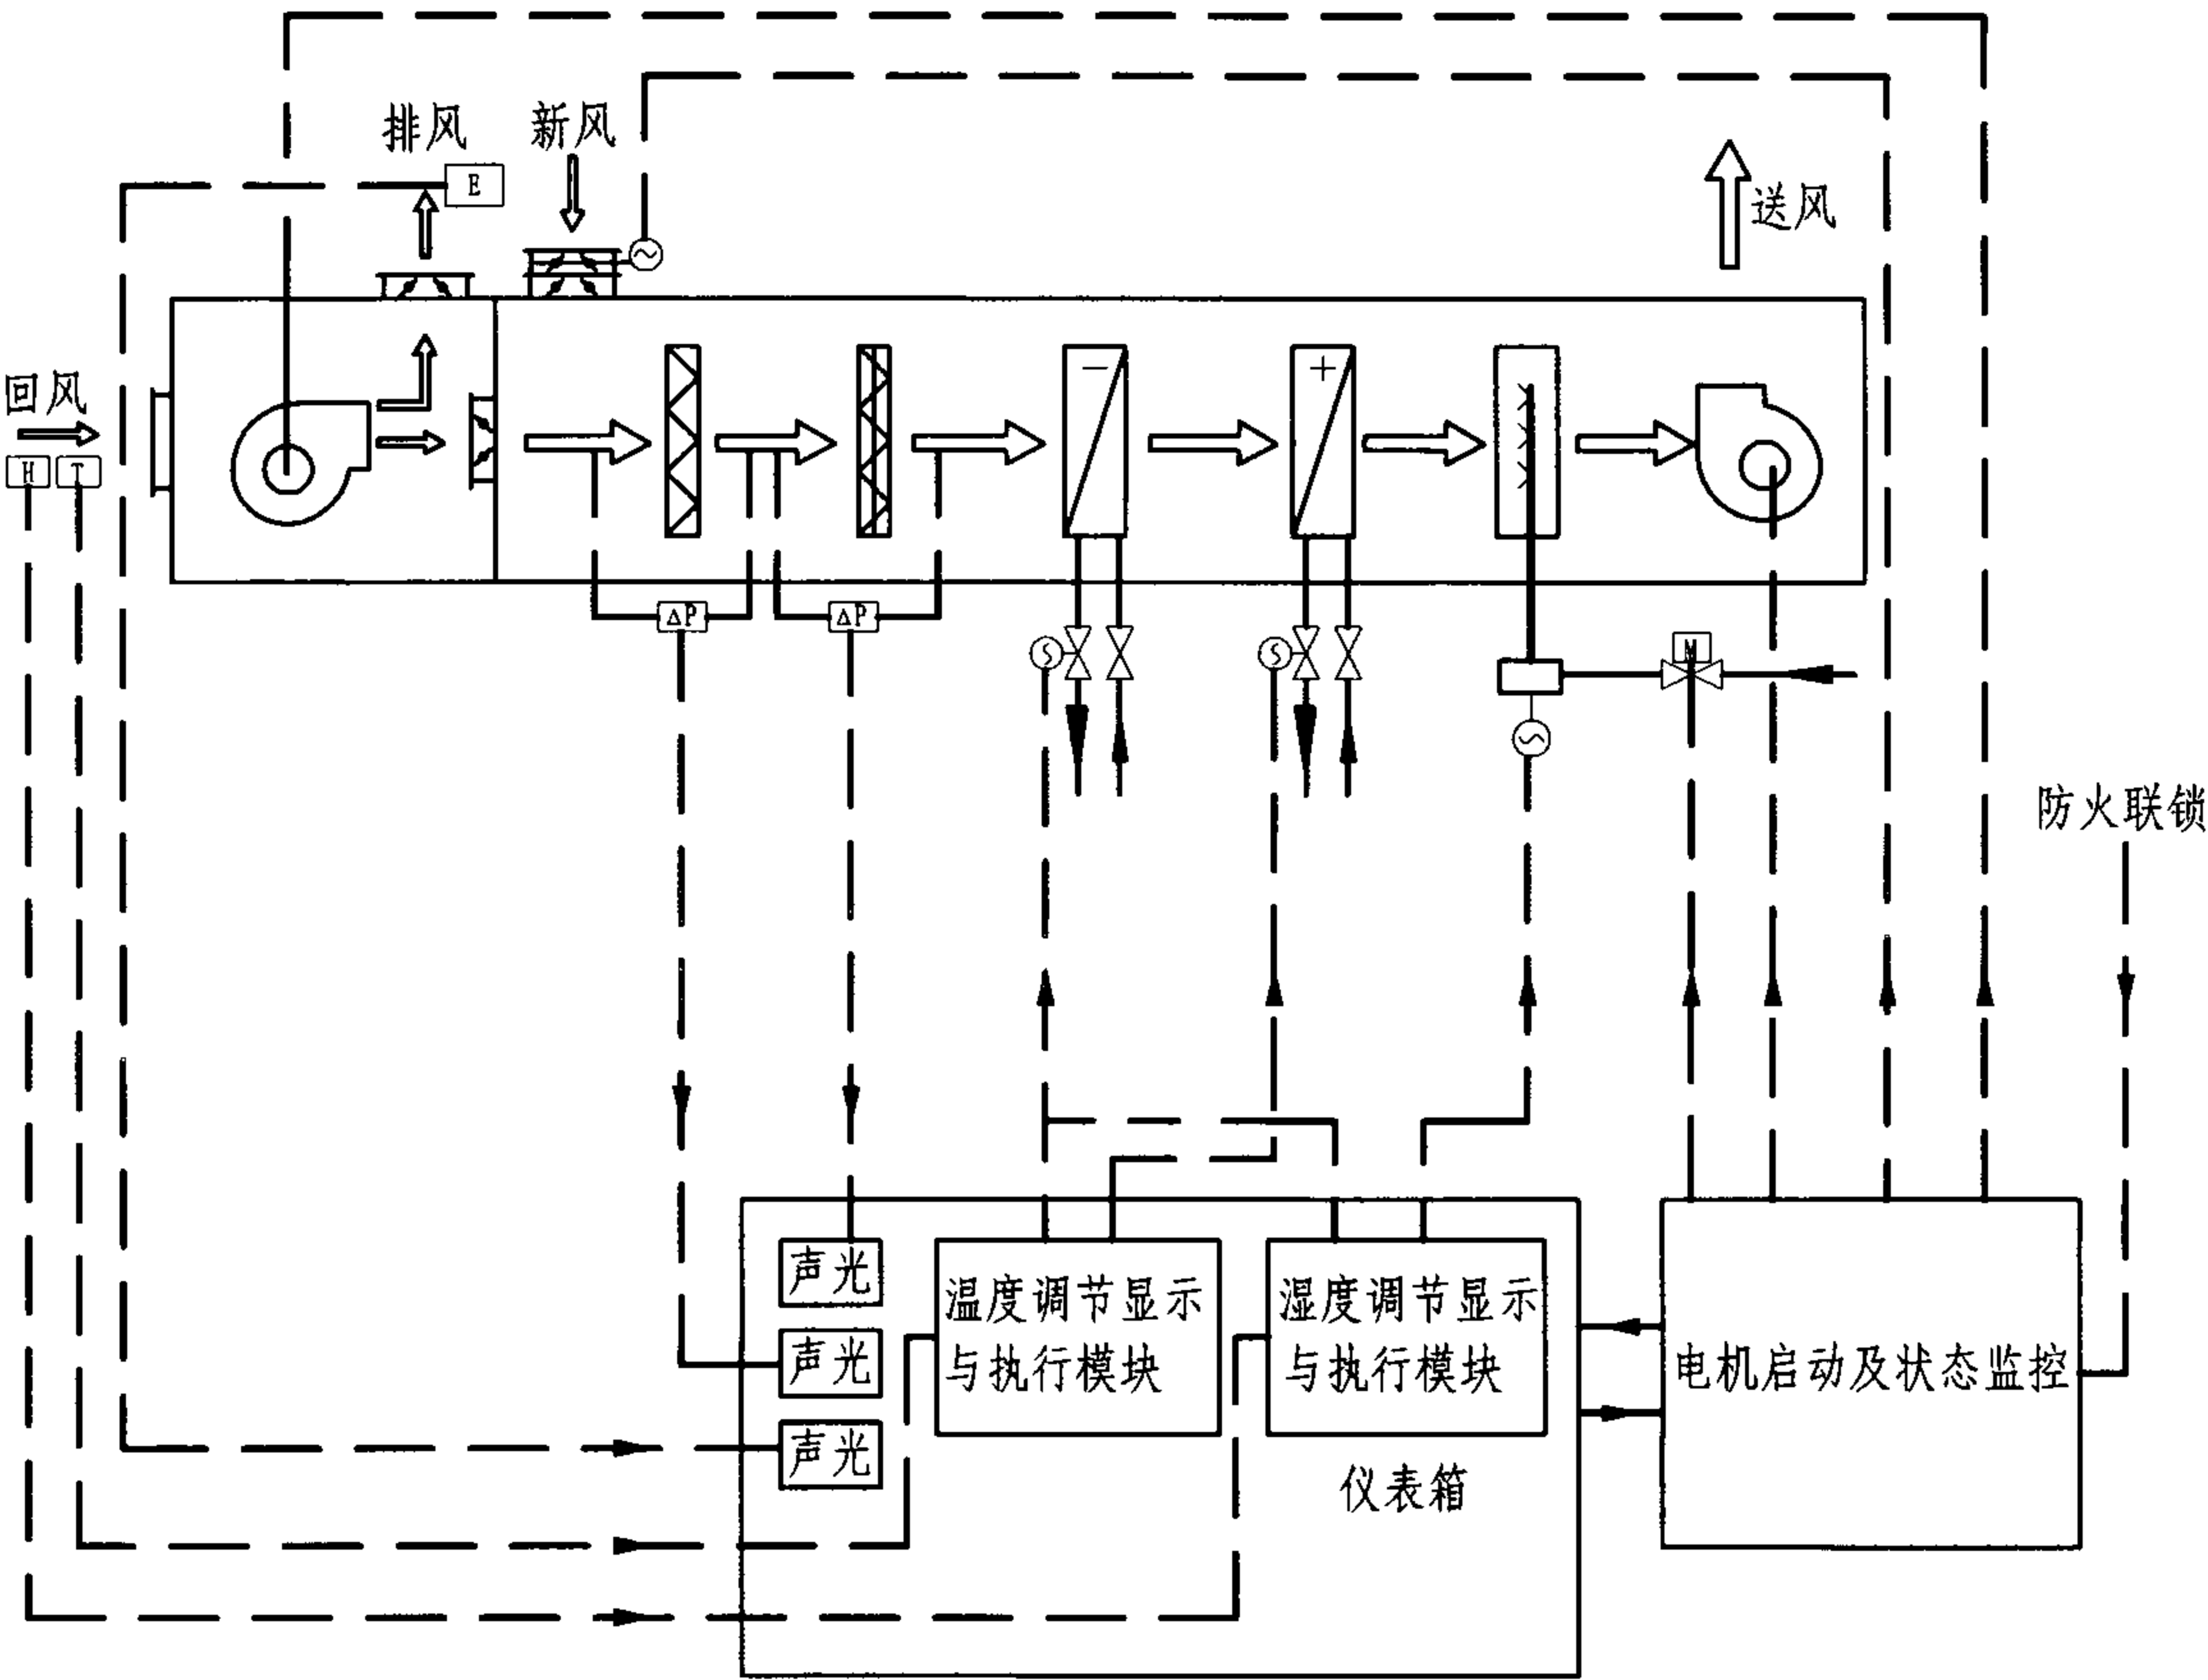 排风
新风
E
送风
回风
H
T
−
+
ΔP
ΔP
S
S
M
防火联锁
声光
声光
声光
温度调节显示
与执行模块
湿度调节显示
与执行模块
仪表箱
电机启动及状态监控